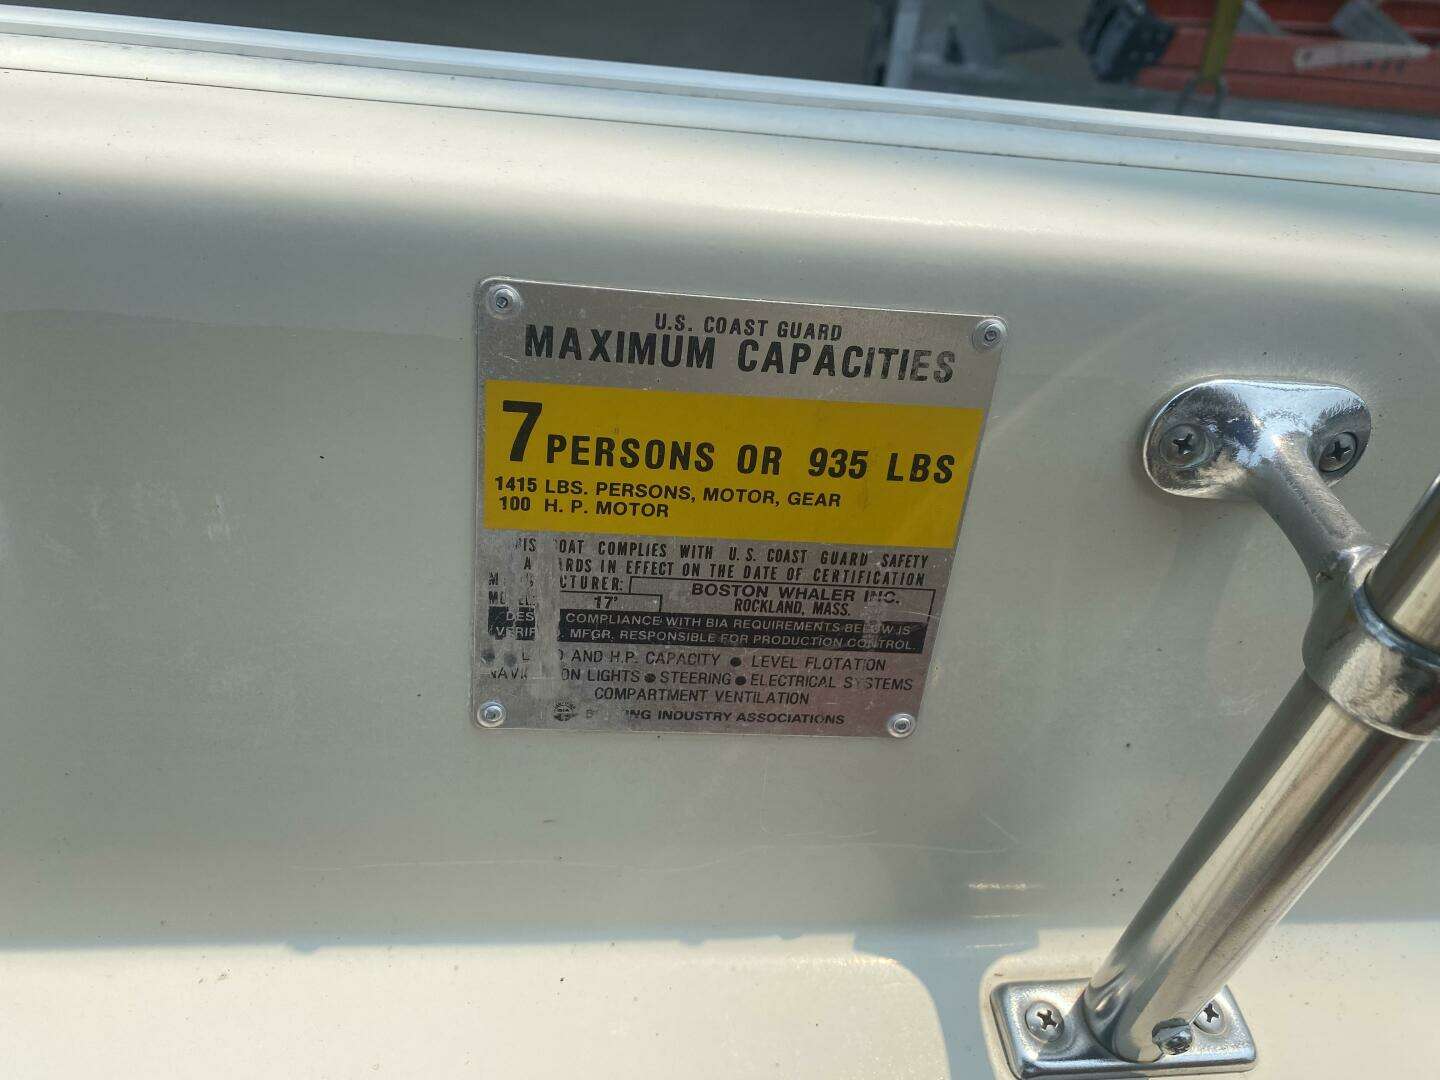 U.S. COAST GUARD
MAXIMUM CAPACITIES
7 PERSONS OR 935 LBS
1415 LBS. PERSONS, MOTOR, GEAR
100 H. P. MOTOR
COMPLIES WITH U.S. COAST GUARD SAFETY
IN EFFECT ON THE DATE OF CERTIFICATION
BOSTON WHALER INC.
17' ROCKLAND, MASS.
COMPLIANCE WITH BIA REQUIREMENTS BELOW IS
MFGR. RESPONSIBLE FOR PRODUCTION CONTROL.
AND H.P. CAPACITY ● LEVEL FLOTATION
LIGHTS ● STEERING ● ELECTRICAL SYSTEMS
COMPARTMENT VENTILATION
INDUSTRY ASSOCIATIONS